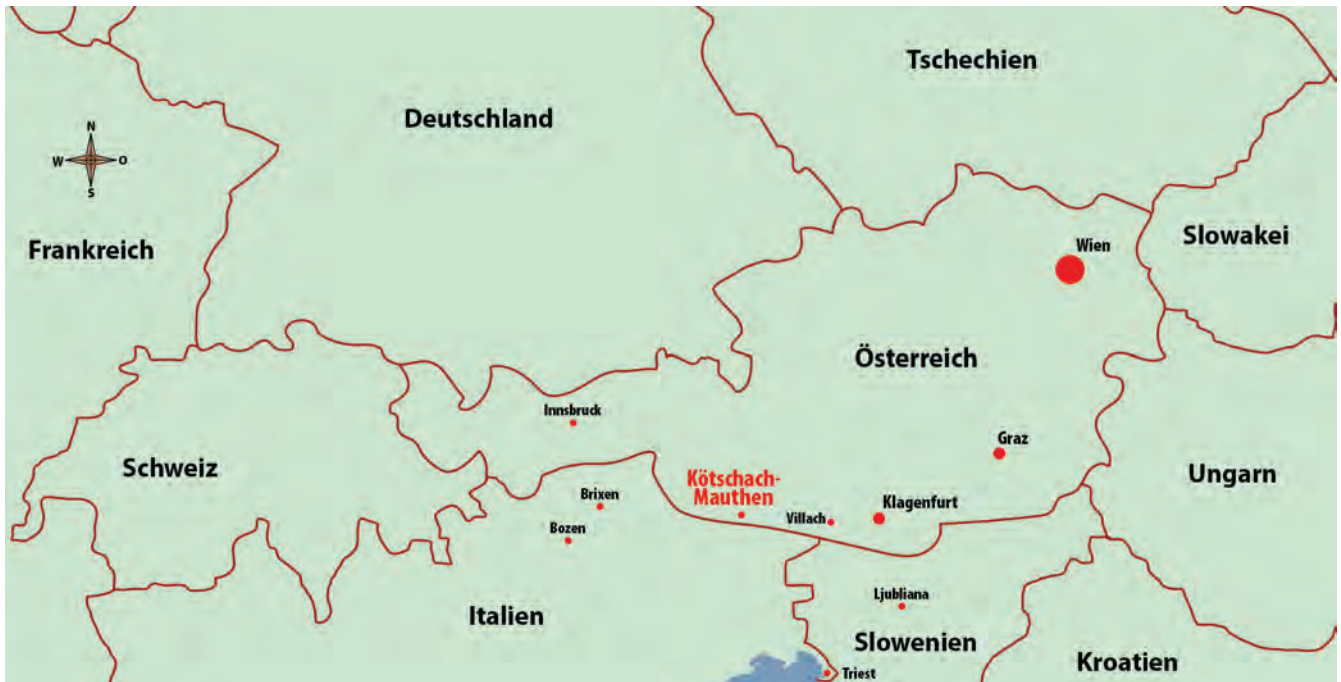 Tschechien
Deutschland
N
W
O
S
Frankreich
Slowakei
Wien
Österreich
Innsbruck
Graz
Schweiz
Kötschach-
Mauthen
Ungarn
Brixen
Klagenfurt
Villach
Bozen
Ljubliana
Italien
Slowenien
Kroatien
Triest